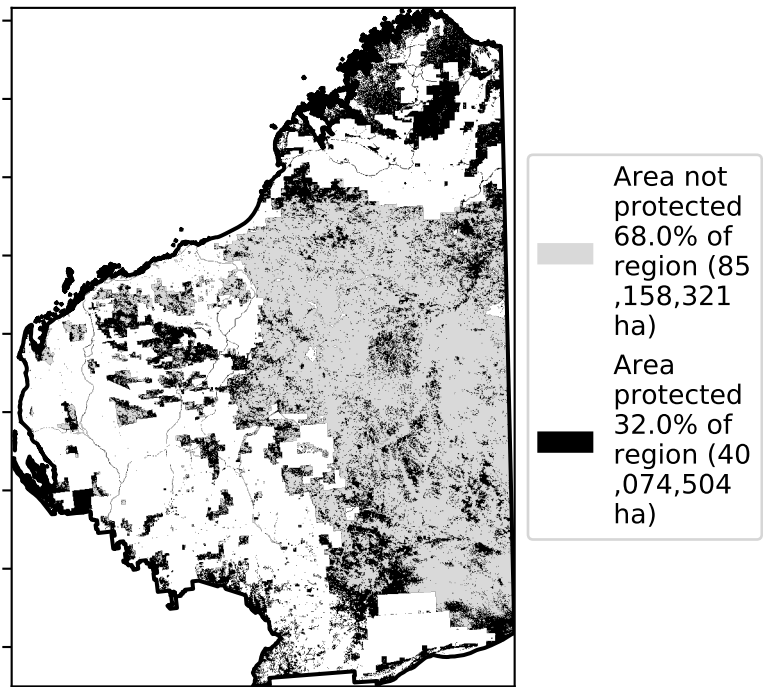 Area not
protected
68.0% of
region (85
,158,321
ha)
Area
protected
32.0% of
region (40
,074,504
ha)